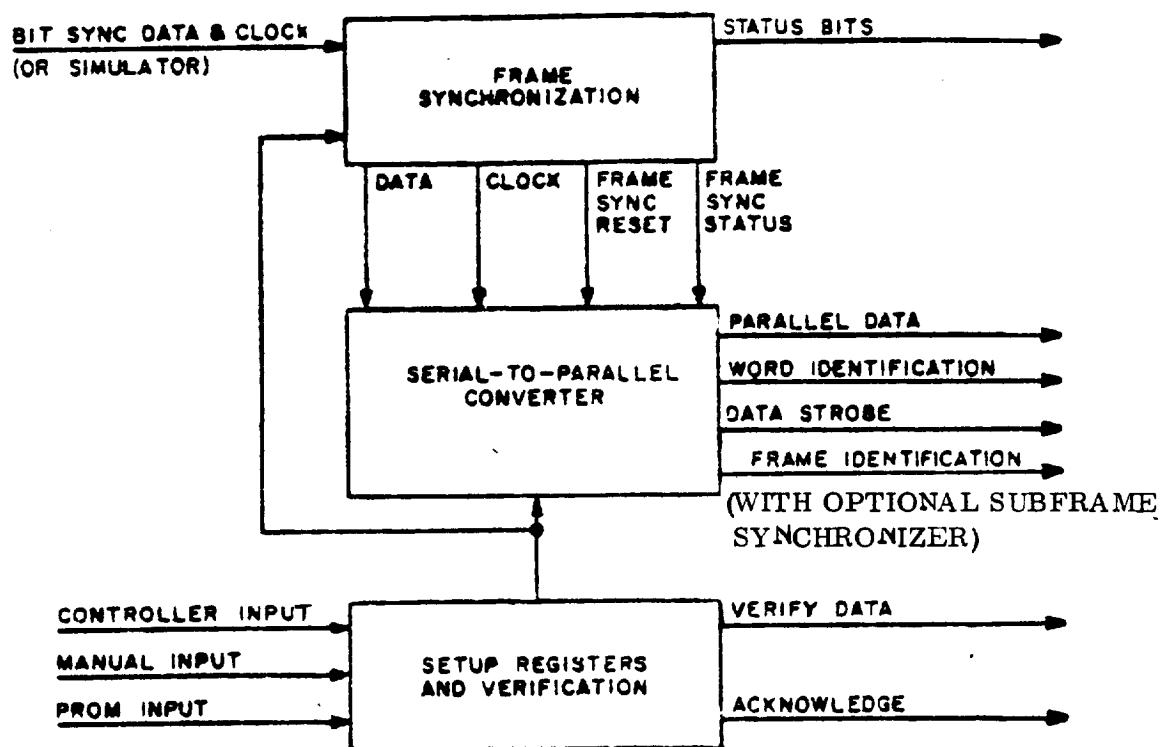 BIT SYNC DATA & CLOCK
(OR SIMULATOR)
STATUS BITS
FRAME
SYNCHRONIZATION
DATA
CLOCK
FRAME
SYNC
RESET
FRAME
SYNC
STATUS
SERIAL-TO-PARALLEL
CONVERTER
PARALLEL DATA
WORD IDENTIFICATION
DATA STROBE
FRAME IDENTIFICATION
(WITH OPTIONAL SUBFRAME
SYNCHRONIZER)
CONTROLLER INPUT
MANUAL INPUT
PROM INPUT
SETUP REGISTERS
AND VERIFICATION
VERIFY DATA
ACKNOWLEDGE